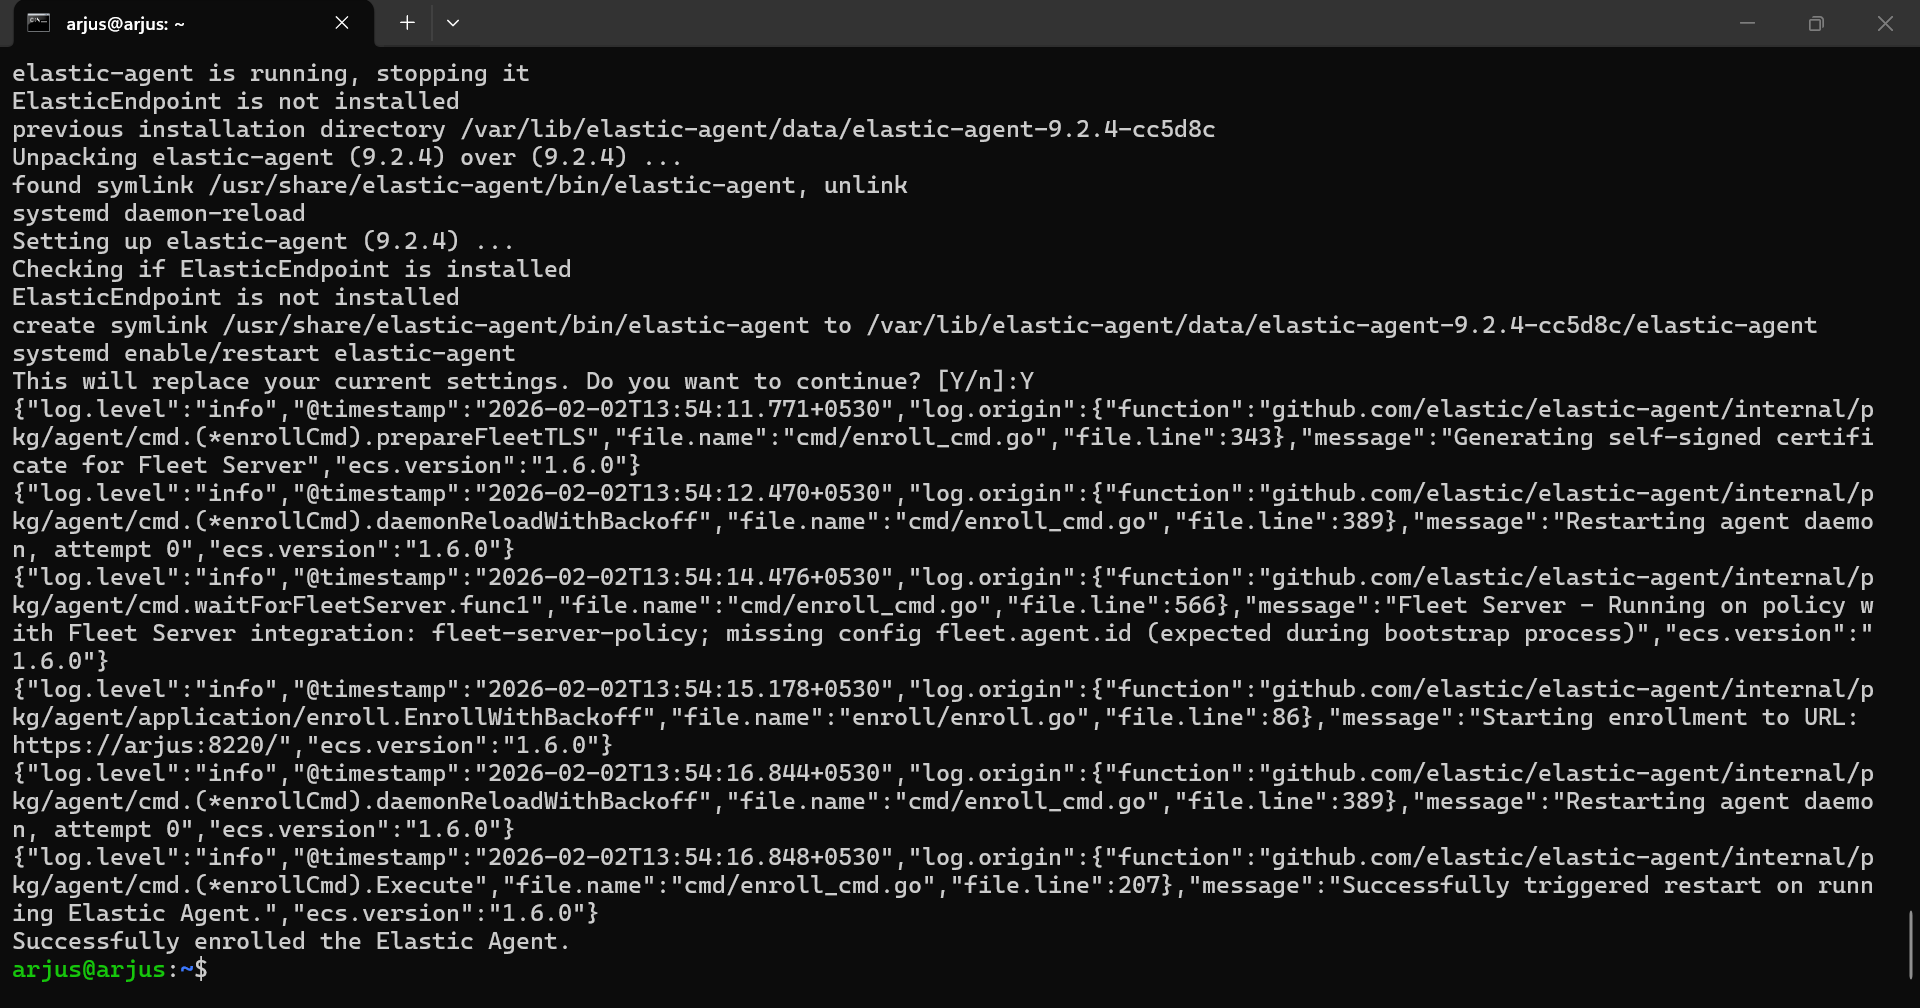 arjus@arjus: ~
elastic-agent is running, stopping it
ElasticEndpoint is not installed
previous installation directory /var/lib/elastic-agent/data/elastic-agent-9.2.4-cc5d8c
Unpacking elastic-agent (9.2.4) over (9.2.4) ...
found symlink /usr/share/elastic-agent/bin/elastic-agent, unlink
systemd daemon-reload
Setting up elastic-agent (9.2.4) ...
Checking if ElasticEndpoint is installed
ElasticEndpoint is not installed
create symlink /usr/share/elastic-agent/bin/elastic-agent to /var/lib/elastic-agent/data/elastic-agent-9.2.4-cc5d8c/elastic-agent
systemd enable/restart elastic-agent
This will replace your current settings. Do you want to continue? [Y/n]:Y
{"log.level":"info","@timestamp":"2026-02-02T13:54:11.771+0530","log.origin":{"function":"github.com/elastic/elastic-agent/internal/p
kg/agent/cmd.(*enrollCmd).prepareFleetTLS","file.name":"cmd/enroll_cmd.go","file.line":343},"message":"Generating self-signed certifi
cate for Fleet Server","ecs.version":"1.6.0"}
{"log.level":"info","@timestamp":"2026-02-02T13:54:12.470+0530","log.origin":{"function":"github.com/elastic/elastic-agent/internal/p
kg/agent/cmd.(*enrollCmd).daemonReloadWithBackoff","file.name":"cmd/enroll_cmd.go","file.line":389},"message":"Restarting agent daemo
n, attempt 0","ecs.version":"1.6.0"}
{"log.level":"info","@timestamp":"2026-02-02T13:54:14.476+0530","log.origin":{"function":"github.com/elastic/elastic-agent/internal/p
kg/agent/cmd.waitForFleetServer.func1","file.name":"cmd/enroll_cmd.go","file.line":566},"message":"Fleet Server - Running on policy w
ith Fleet Server integration: fleet-server-policy; missing config fleet.agent.id (expected during bootstrap process)","ecs.version":"
1.6.0"}
{"log.level":"info","@timestamp":"2026-02-02T13:54:15.178+0530","log.origin":{"function":"github.com/elastic/elastic-agent/internal/p
kg/agent/application/enroll.EnrollWithBackoff","file.name":"enroll/enroll.go","file.line":86},"message":"Starting enrollment to URL:
https://arjus:8220/","ecs.version":"1.6.0"}
{"log.level":"info","@timestamp":"2026-02-02T13:54:16.844+0530","log.origin":{"function":"github.com/elastic/elastic-agent/internal/p
kg/agent/cmd.(*enrollCmd).daemonReloadWithBackoff","file.name":"cmd/enroll_cmd.go","file.line":389},"message":"Restarting agent daemo
n, attempt 0","ecs.version":"1.6.0"}
{"log.level":"info","@timestamp":"2026-02-02T13:54:16.848+0530","log.origin":{"function":"github.com/elastic/elastic-agent/internal/p
kg/agent/cmd.(*enrollCmd).Execute","file.name":"cmd/enroll_cmd.go","file.line":207},"message":"Successfully triggered restart on runn
ing Elastic Agent.","ecs.version":"1.6.0"}
Successfully enrolled the Elastic Agent.
arjus@arjus:~$